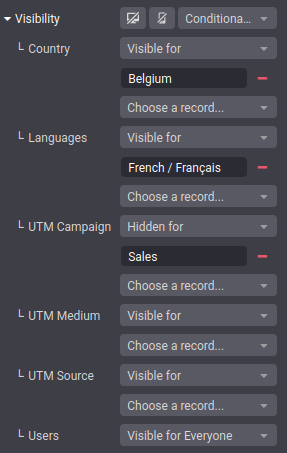 Visibility Conditiona...
Country Visible for
Belgium
Choose a record...
Languages Visible for
French / Français
Choose a record...
UTM Campaign Hidden for
Sales
Choose a record...
UTM Medium Visible for
Choose a record...
UTM Source Visible for
Choose a record...
Users Visible for Everyone